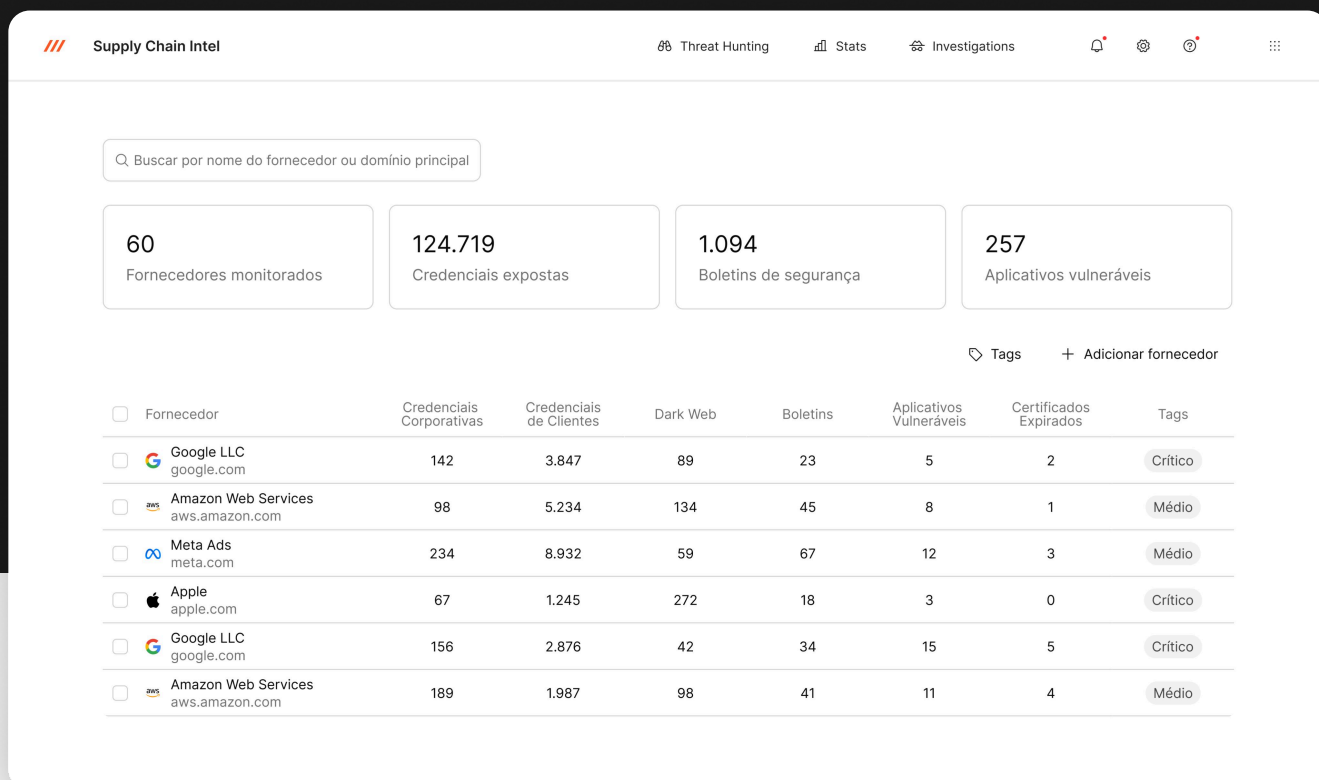 Supply Chain Intel
Threat Hunting
Stats
Investigations
Buscar por nome do fornecedor ou domínio principal
60
Fornecedores monitorados
124.719
Credenciais expostas
1.094
Boletins de segurança
257
Aplicativos vulneráveis
Tags
+ Adicionar fornecedor
Fornecedor
Credenciais
Corporativas
Credenciais
de Clientes
Dark Web
Boletins
Aplicativos
Vulneráveis
Certificados
Expirados
Tags
Google LLC
google.com
142 3.847 89 23 5 2 Crítico
aws
Amazon Web Services
aws.amazon.com
98 5.234 134 45 8 1 Médio
Meta Ads
meta.com
234 8.932 59 67 12 3 Médio
Apple
apple.com
67 1.245 272 18 3 0 Crítico
Google LLC
google.com
156 2.876 42 34 15 5 Crítico
aws
Amazon Web Services
aws.amazon.com
189 1.987 98 41 11 4 Médio